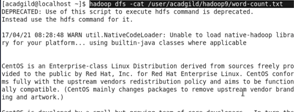 acadgild@localhost ~]$ hadoop dfs -cat /user/acadgild/hadoop9/word-count.txt
DEPRECATED: Use of this script to execute hdfs command is deprecated.
Instead use the hdfs command for it.
17/04/21 08:28:48 WARN util.NativeCodeLoader: Unable to load native-hadoop libra
ry for your platform... using builtin-java classes where applicable
CentOS is an Enterprise-class Linux Distribution derived from sources freely pro
vided to the public by Red Hat, Inc. for Red Hat Enterprise Linux. CentOS confor
ms fully with the upstream vendors redistribution policy and aims to be function
ally compatible. (CentOS mainly changes packages to remove upstream vendor brand
ing and artwork.)